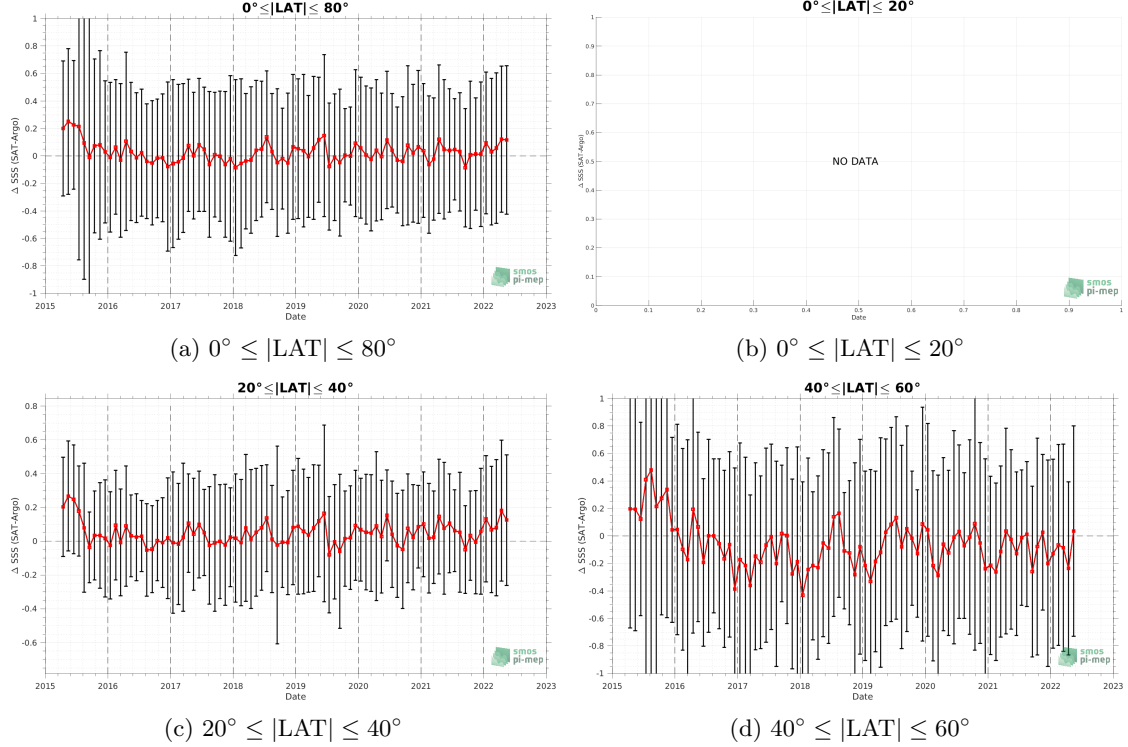 0°≤|LAT|≤ 80°
1
0.8
0.6
0.4
0.2
0
-0.2
-0.4
-0.6
-0.8
-1
Δ SSS (SAT-Argo)
2015 2016 2017 2018 2019 2020 2021 2022 2023
Date
smos
pi-mep
(a) 0° ≤ |LAT| ≤ 80°
0°≤|LAT|≤ 20°
1
0.9
0.8
0.7
0.6
0.5
0.4
0.3
0.2
0.1
0
Δ SSS (SAT-Argo)
NO DATA
0 0.1 0.2 0.3 0.4 0.5 0.6 0.7 0.8 0.9 1
Date
smos
pi-mep
(b) 0° ≤ |LAT| ≤ 20°
20°≤|LAT|≤ 40°
0.8
0.6
0.4
0.2
0
-0.2
-0.4
-0.6
Δ SSS (SAT-Argo)
2015 2016 2017 2018 2019 2020 2021 2022 2023
Date
smos
pi-mep
(c) 20° ≤ |LAT| ≤ 40°
40°≤|LAT|≤ 60°
1
0.8
0.6
0.4
0.2
0
-0.2
-0.4
-0.6
-0.8
-1
Δ SSS (SAT-Argo)
2015 2016 2017 2018 2019 2020 2021 2022 2023
Date
smos
pi-mep
(d) 40° ≤ |LAT| ≤ 60°